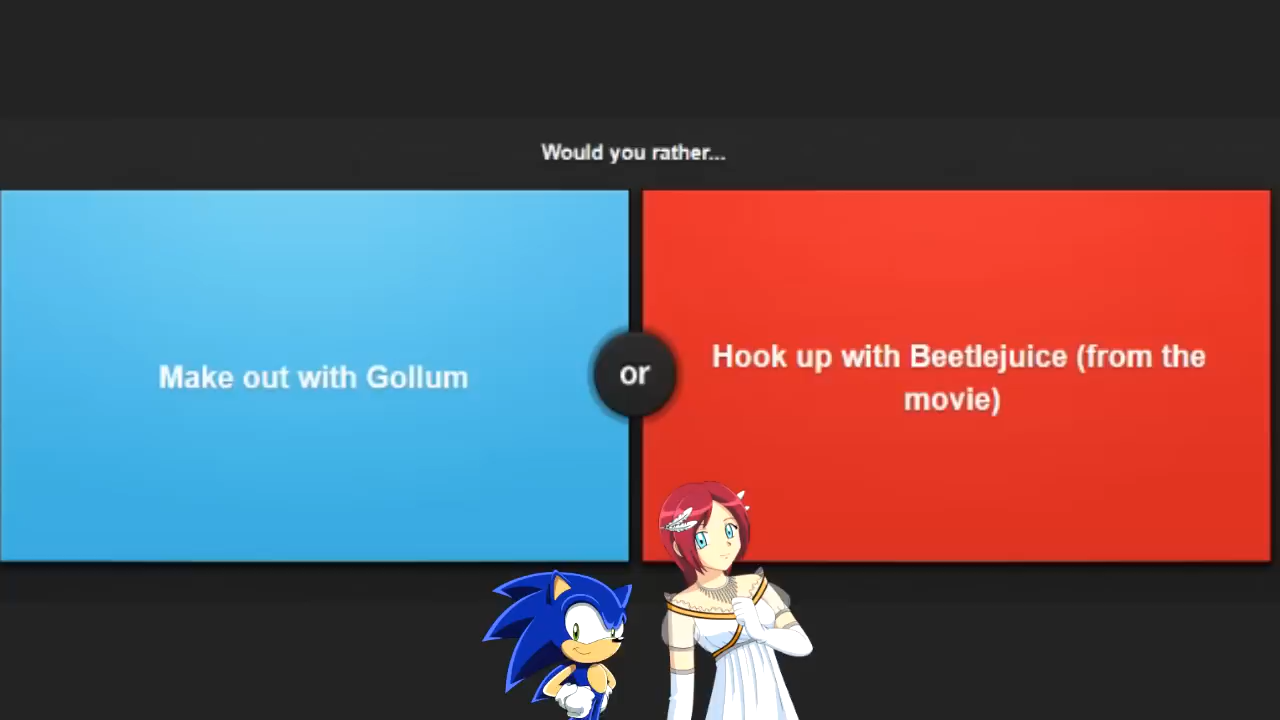 Would you rather...
Make out with Gollum
or
Hook up with Beetlejuice (from the
movie)